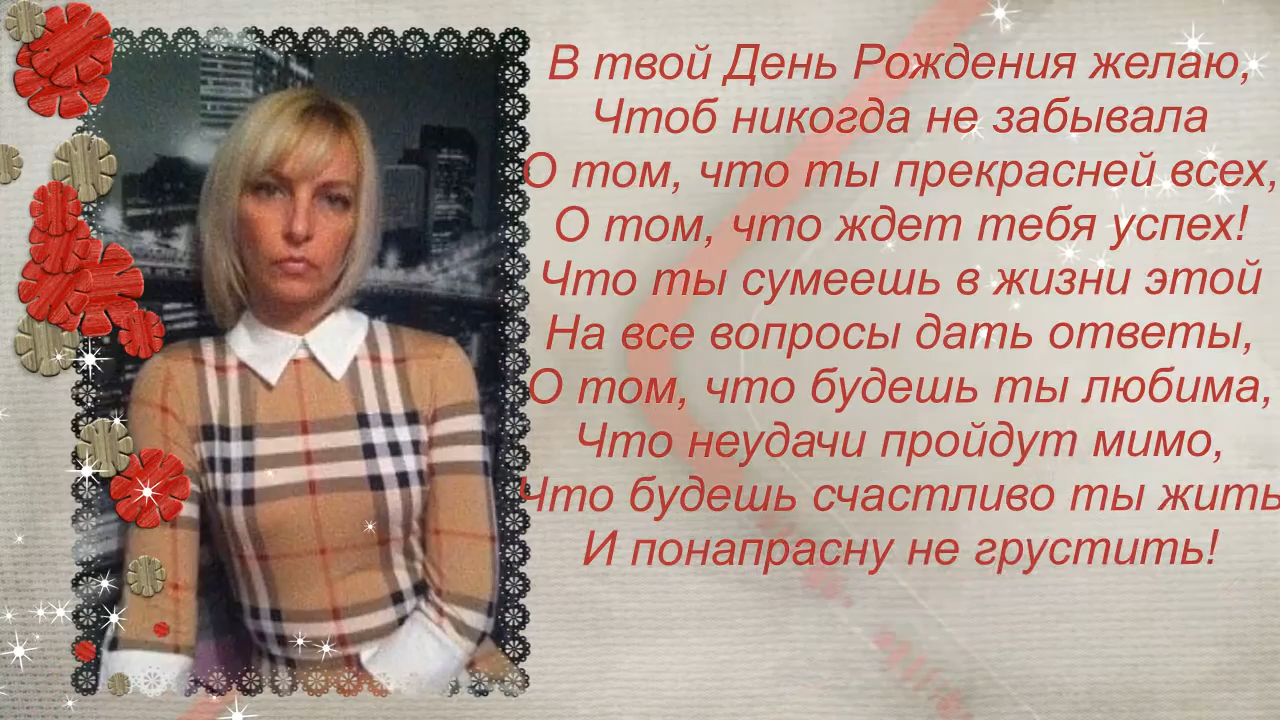 В твой День Рождения желаю,
Чтоб никогда не забывала
О том, что ты прекрасней всех,
О том, что ждет тебя успех!
Что ты сумеешь в жизни этой
На все вопросы дать ответы,
О том, что будешь ты любима,
Что неудачи пройдут мимо,
Что будешь счастливо ты жить
И понапрасну не грустить!